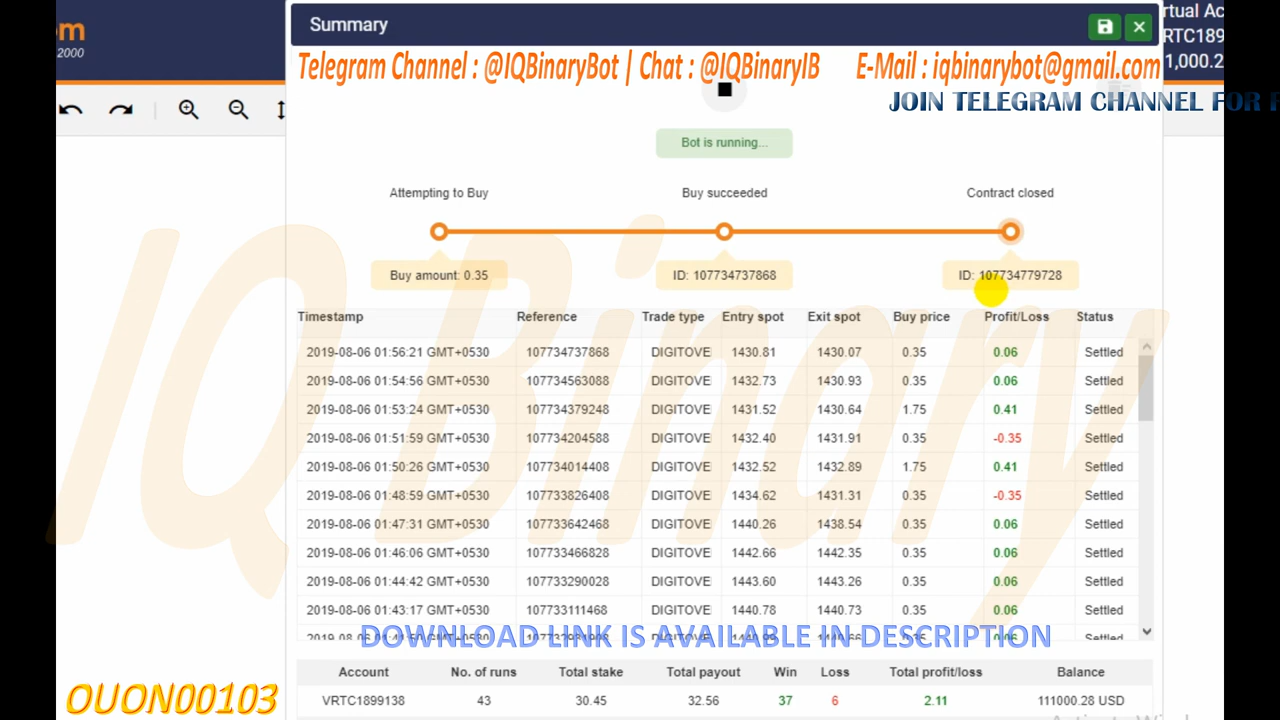 om
2000
Summary
rtual Ac
RTC189
1,000.2
Telegram Channel : @IQBinaryBot | Chat : @IQBinaryIB E-Mail : iqbinarybot@gmail.com
JOIN TELEGRAM CHANNEL FOR F
Bot is running...
Attempting to Buy Buy succeeded Contract closed
Buy amount: 0.35 ID: 107734737868 ID: 107734779728
Timestamp Reference Trade type Entry spot Exit spot Buy price Profit/Loss Status
2019-08-06 01:56:21 GMT+0530 107734737868 DIGITOVE 1430.81 1430.07 0.35 0.06 Settled
2019-08-06 01:54:56 GMT+0530 107734563088 DIGITOVE 1432.73 1430.93 0.35 0.06 Settled
2019-08-06 01:53:24 GMT+0530 107734379248 DIGITOVE 1431.52 1430.64 1.75 0.41 Settled
2019-08-06 01:51:59 GMT+0530 107734204588 DIGITOVE 1432.40 1431.91 0.35 -0.35 Settled
2019-08-06 01:50:26 GMT+0530 107734014408 DIGITOVE 1432.52 1432.89 1.75 0.41 Settled
2019-08-06 01:48:59 GMT+0530 107733826408 DIGITOVE 1434.62 1431.31 0.35 -0.35 Settled
2019-08-06 01:47:31 GMT+0530 107733642468 DIGITOVE 1440.26 1438.54 0.35 0.06 Settled
2019-08-06 01:46:06 GMT+0530 107733466828 DIGITOVE 1442.66 1442.35 0.35 0.06 Settled
2019-08-06 01:44:42 GMT+0530 107733290028 DIGITOVE 1443.60 1443.26 0.35 0.06 Settled
2019-08-06 01:43:17 GMT+0530 107733111468 DIGITOVE 1440.78 1440.73 0.35 0.06 Settled
IQ Binary
DOWNLOAD LINK IS AVAILABLE IN DESCRIPTION
Account No. of runs Total stake Total payout Win Loss Total profit/loss Balance
VRTC1899138 43 30.45 32.56 37 6 2.11 111000.28 USD
OUON00103